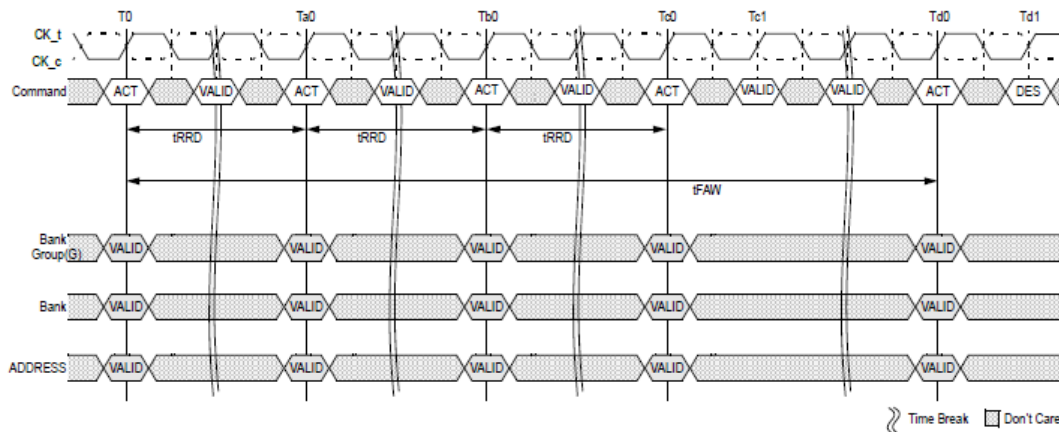 T0 Ta0 Tb0 Tc0 Tc1 Td0 Td1
CK_t
CK_c
Command ACT VALID ACT VALID ACT VALID ACT VALID VALID ACT DES
tRRD tRRD tRRD
tFAW
Bank
Group(G) VALID VALID VALID VALID VALID
Bank VALID VALID VALID VALID VALID
ADDRESS VALID VALID VALID VALID VALID
Time Break Don't Care